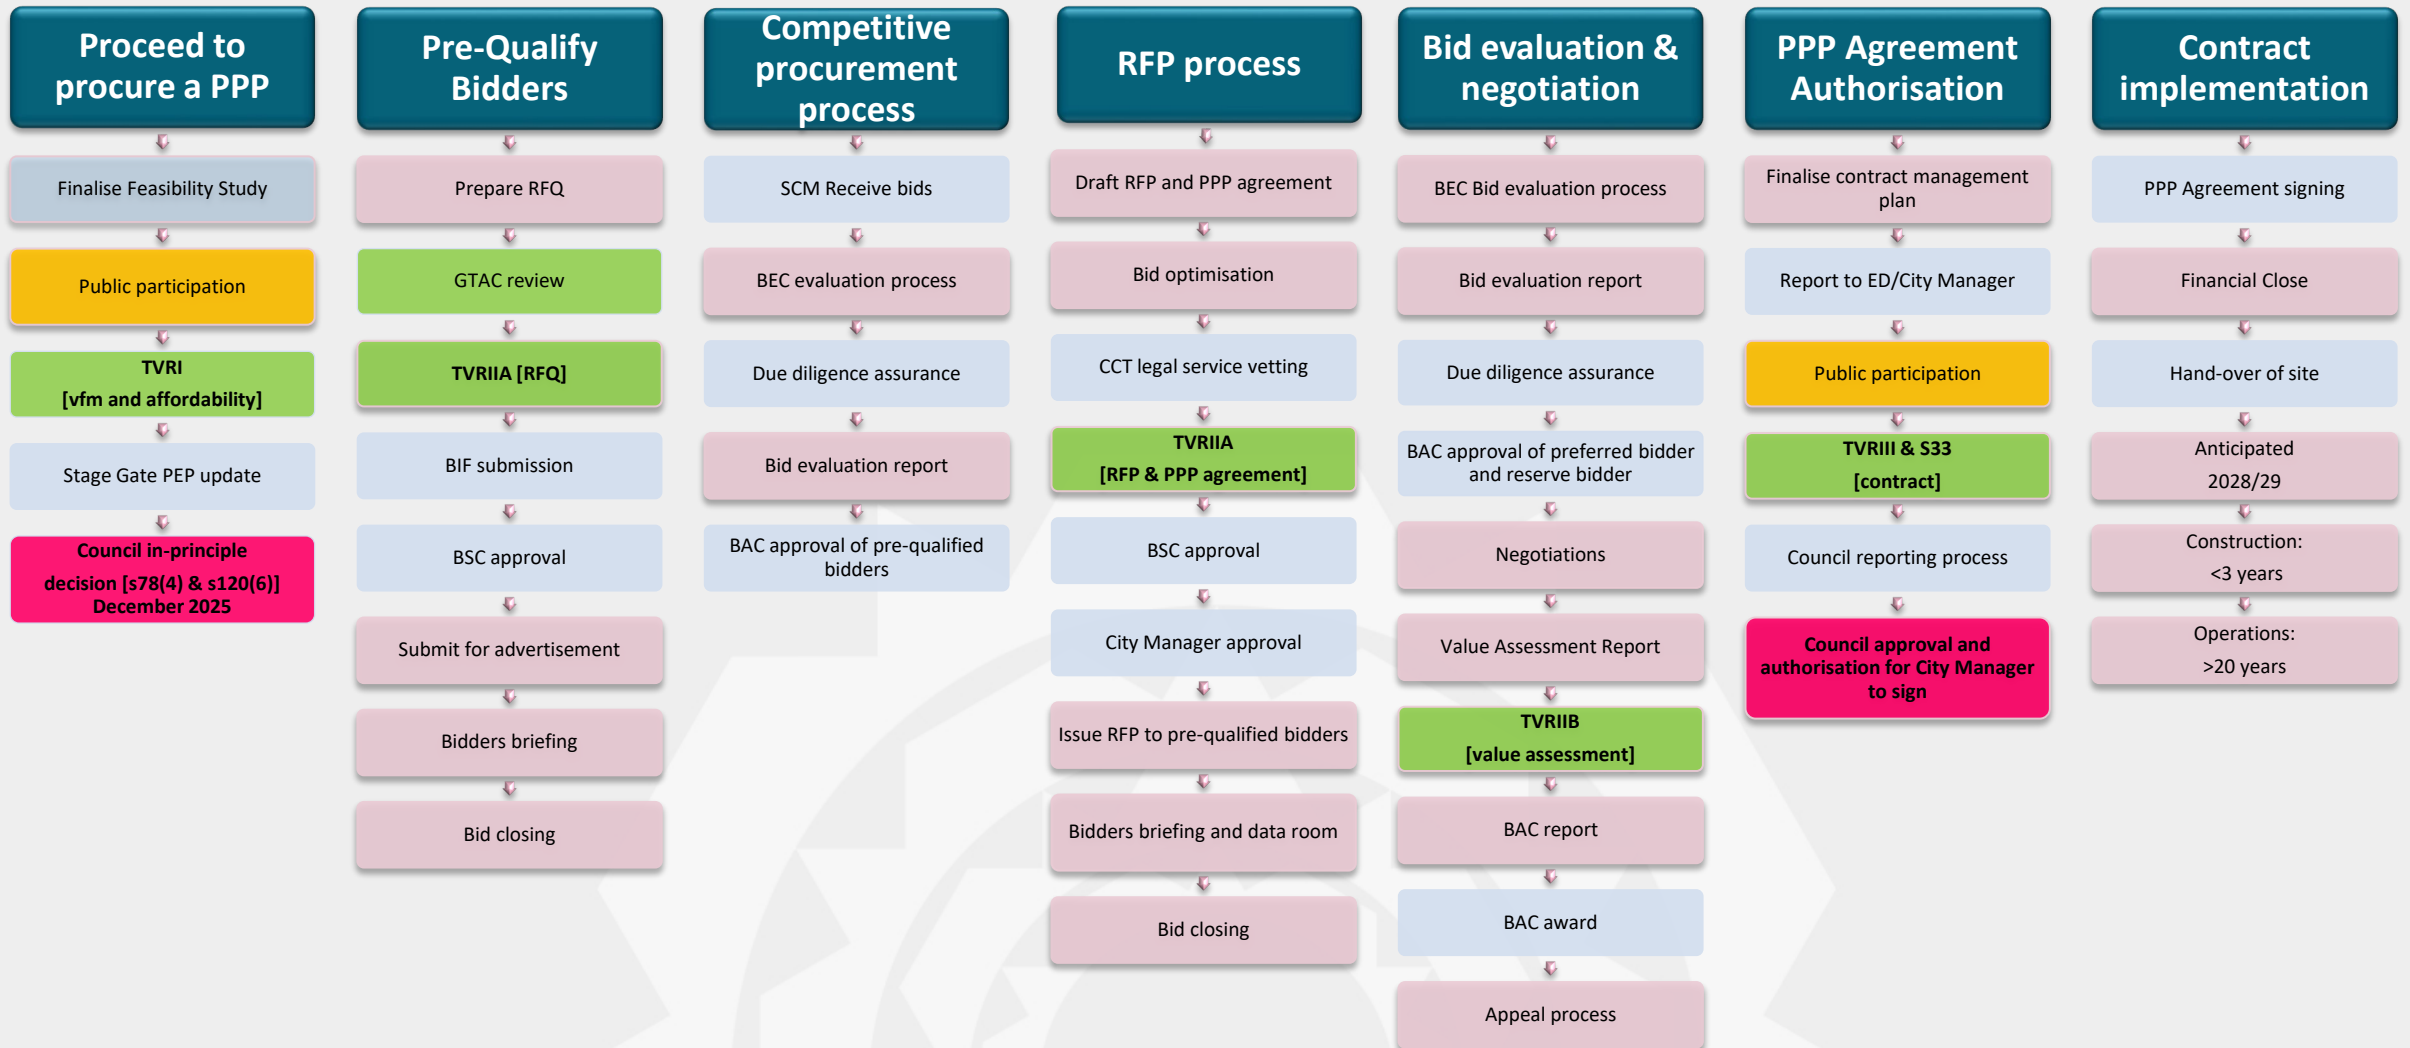 Proceed to
procure a PPP
Finalise Feasibility Study
Public participation
TVRI
[vfm and affordability]
Stage Gate PEP update
Council in-principle
decision [s78(4) & s120(6)]
December 2025
Pre-Qualify
Bidders
Prepare RFQ
GTAC review
TVRIIA [RFQ]
BIF submission
BSC approval
Submit for advertisement
Bidders briefing
Bid closing
Competitive
procurement
process
SCM Receive bids
BEC evaluation process
Due diligence assurance
Bid evaluation report
BAC approval of pre-qualified
bidders
RFP process
Draft RFP and PPP agreement
Bid optimisation
CCT legal service vetting
TVRIIA
[RFP & PPP agreement]
BSC approval
City Manager approval
Issue RFP to pre-qualified bidders
Bidders briefing and data room
Bid closing
Bid evaluation &
negotiation
BEC Bid evaluation process
Bid evaluation report
Due diligence assurance
BAC approval of preferred bidder
and reserve bidder
Negotiations
Value Assessment Report
TVRIIB
[value assessment]
BAC report
BAC award
Appeal process
PPP Agreement
Authorisation
Finalise contract management
plan
Report to ED/City Manager
Public participation
TVRIII & S33
[contract]
Council reporting process
Council approval and
authorisation for City Manager
to sign
Contract
implementation
PPP Agreement signing
Financial Close
Hand-over of site
Anticipated
2028/29
Construction:
<3 years
Operations:
>20 years